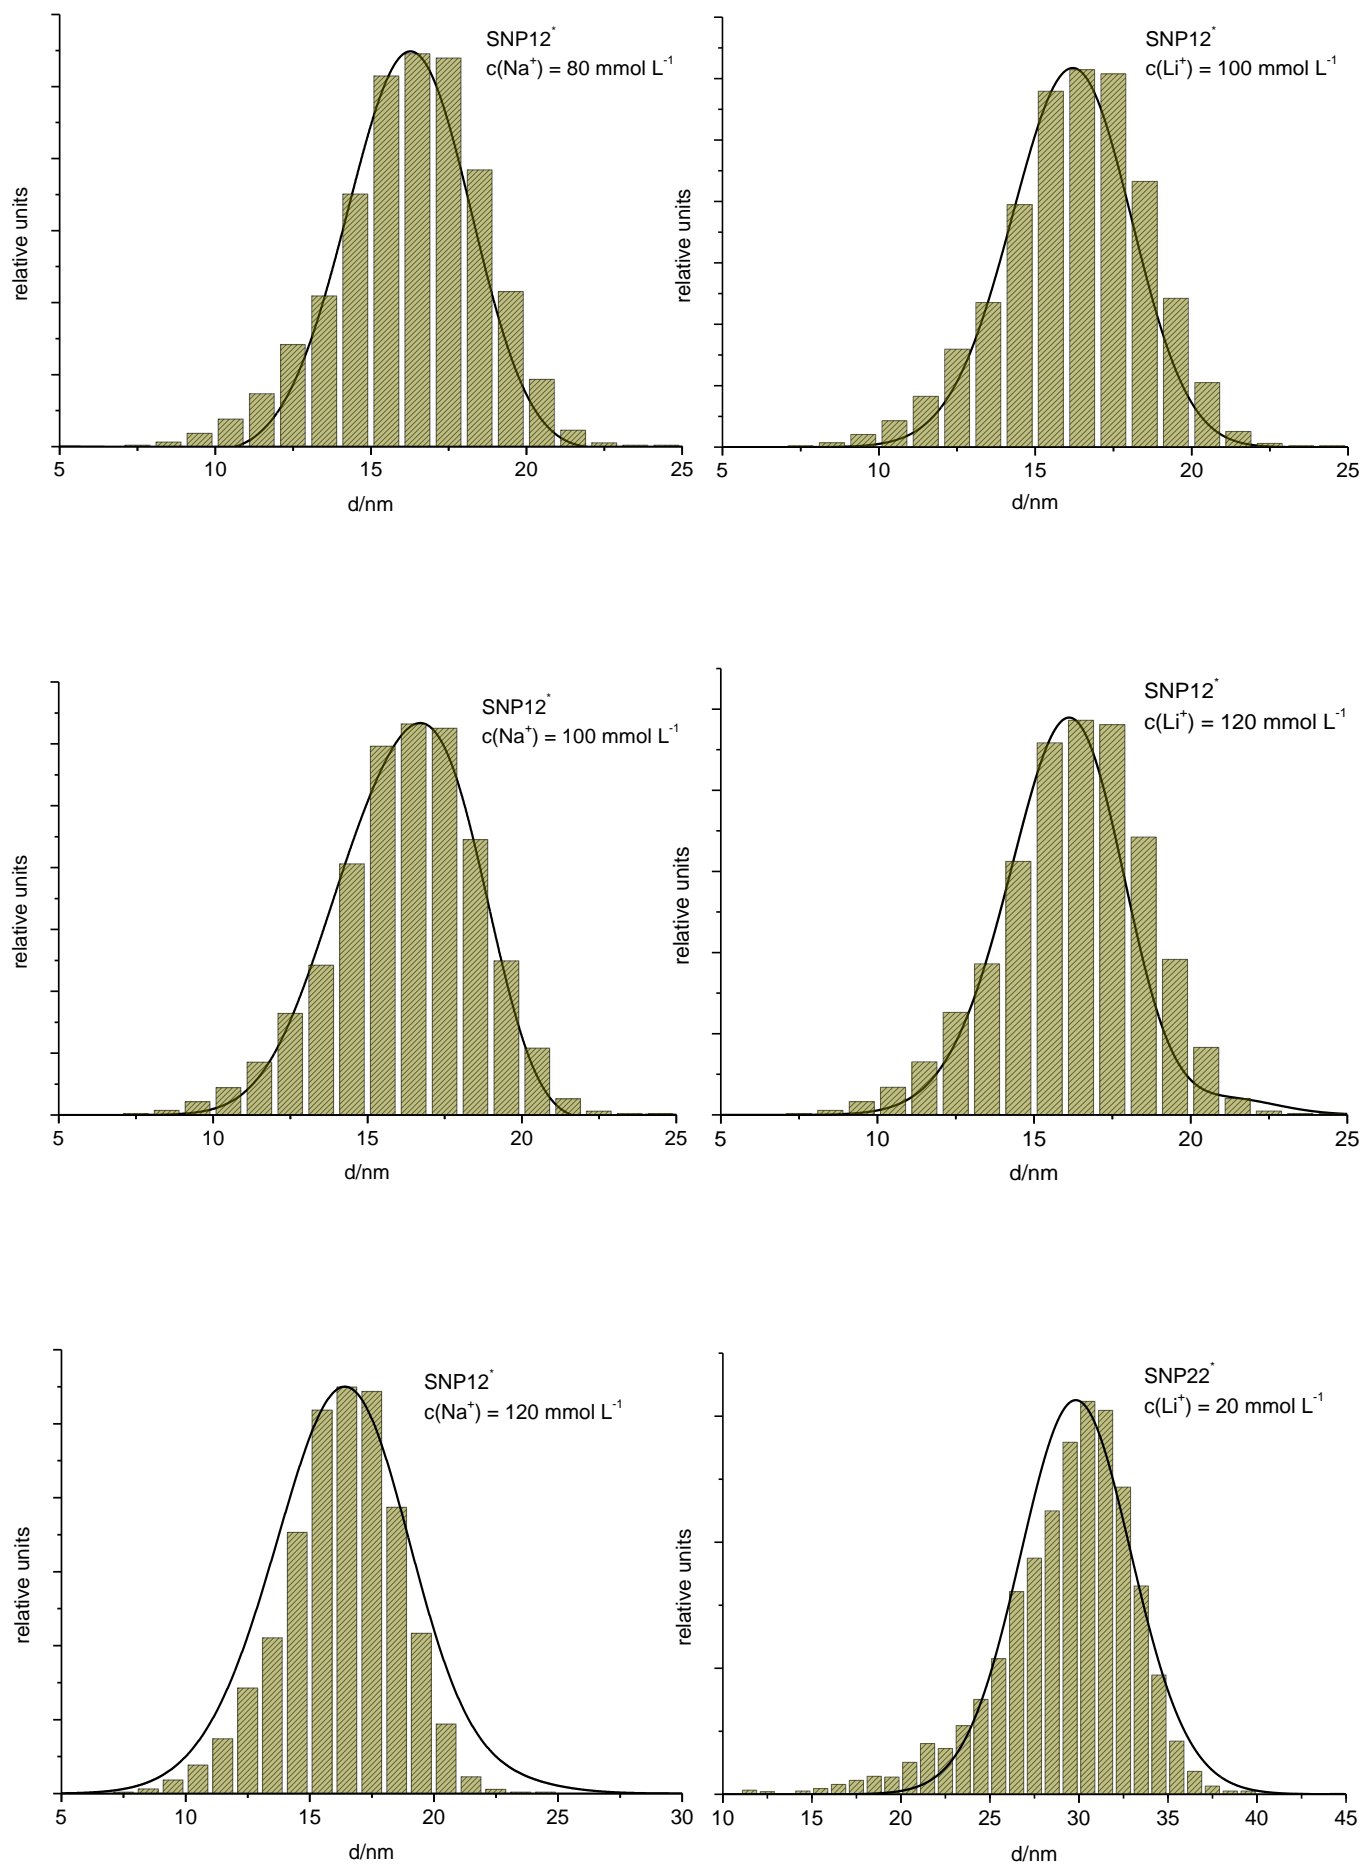 SNP12*
c(Na⁺) = 80 mmol L⁻¹
relative units
5 10 15 20 25
d/nm
SNP12*
c(Li⁺) = 100 mmol L⁻¹
relative units
5 10 15 20 25
d/nm
SNP12*
c(Na⁺) = 100 mmol L⁻¹
relative units
5 10 15 20 25
d/nm
SNP12*
c(Li⁺) = 120 mmol L⁻¹
relative units
5 10 15 20 25
d/nm
SNP12*
c(Na⁺) = 120 mmol L⁻¹
relative units
5 10 15 20 25 30
d/nm
SNP22*
c(Li⁺) = 20 mmol L⁻¹
relative units
10 15 20 25 30 35 40 45
d/nm